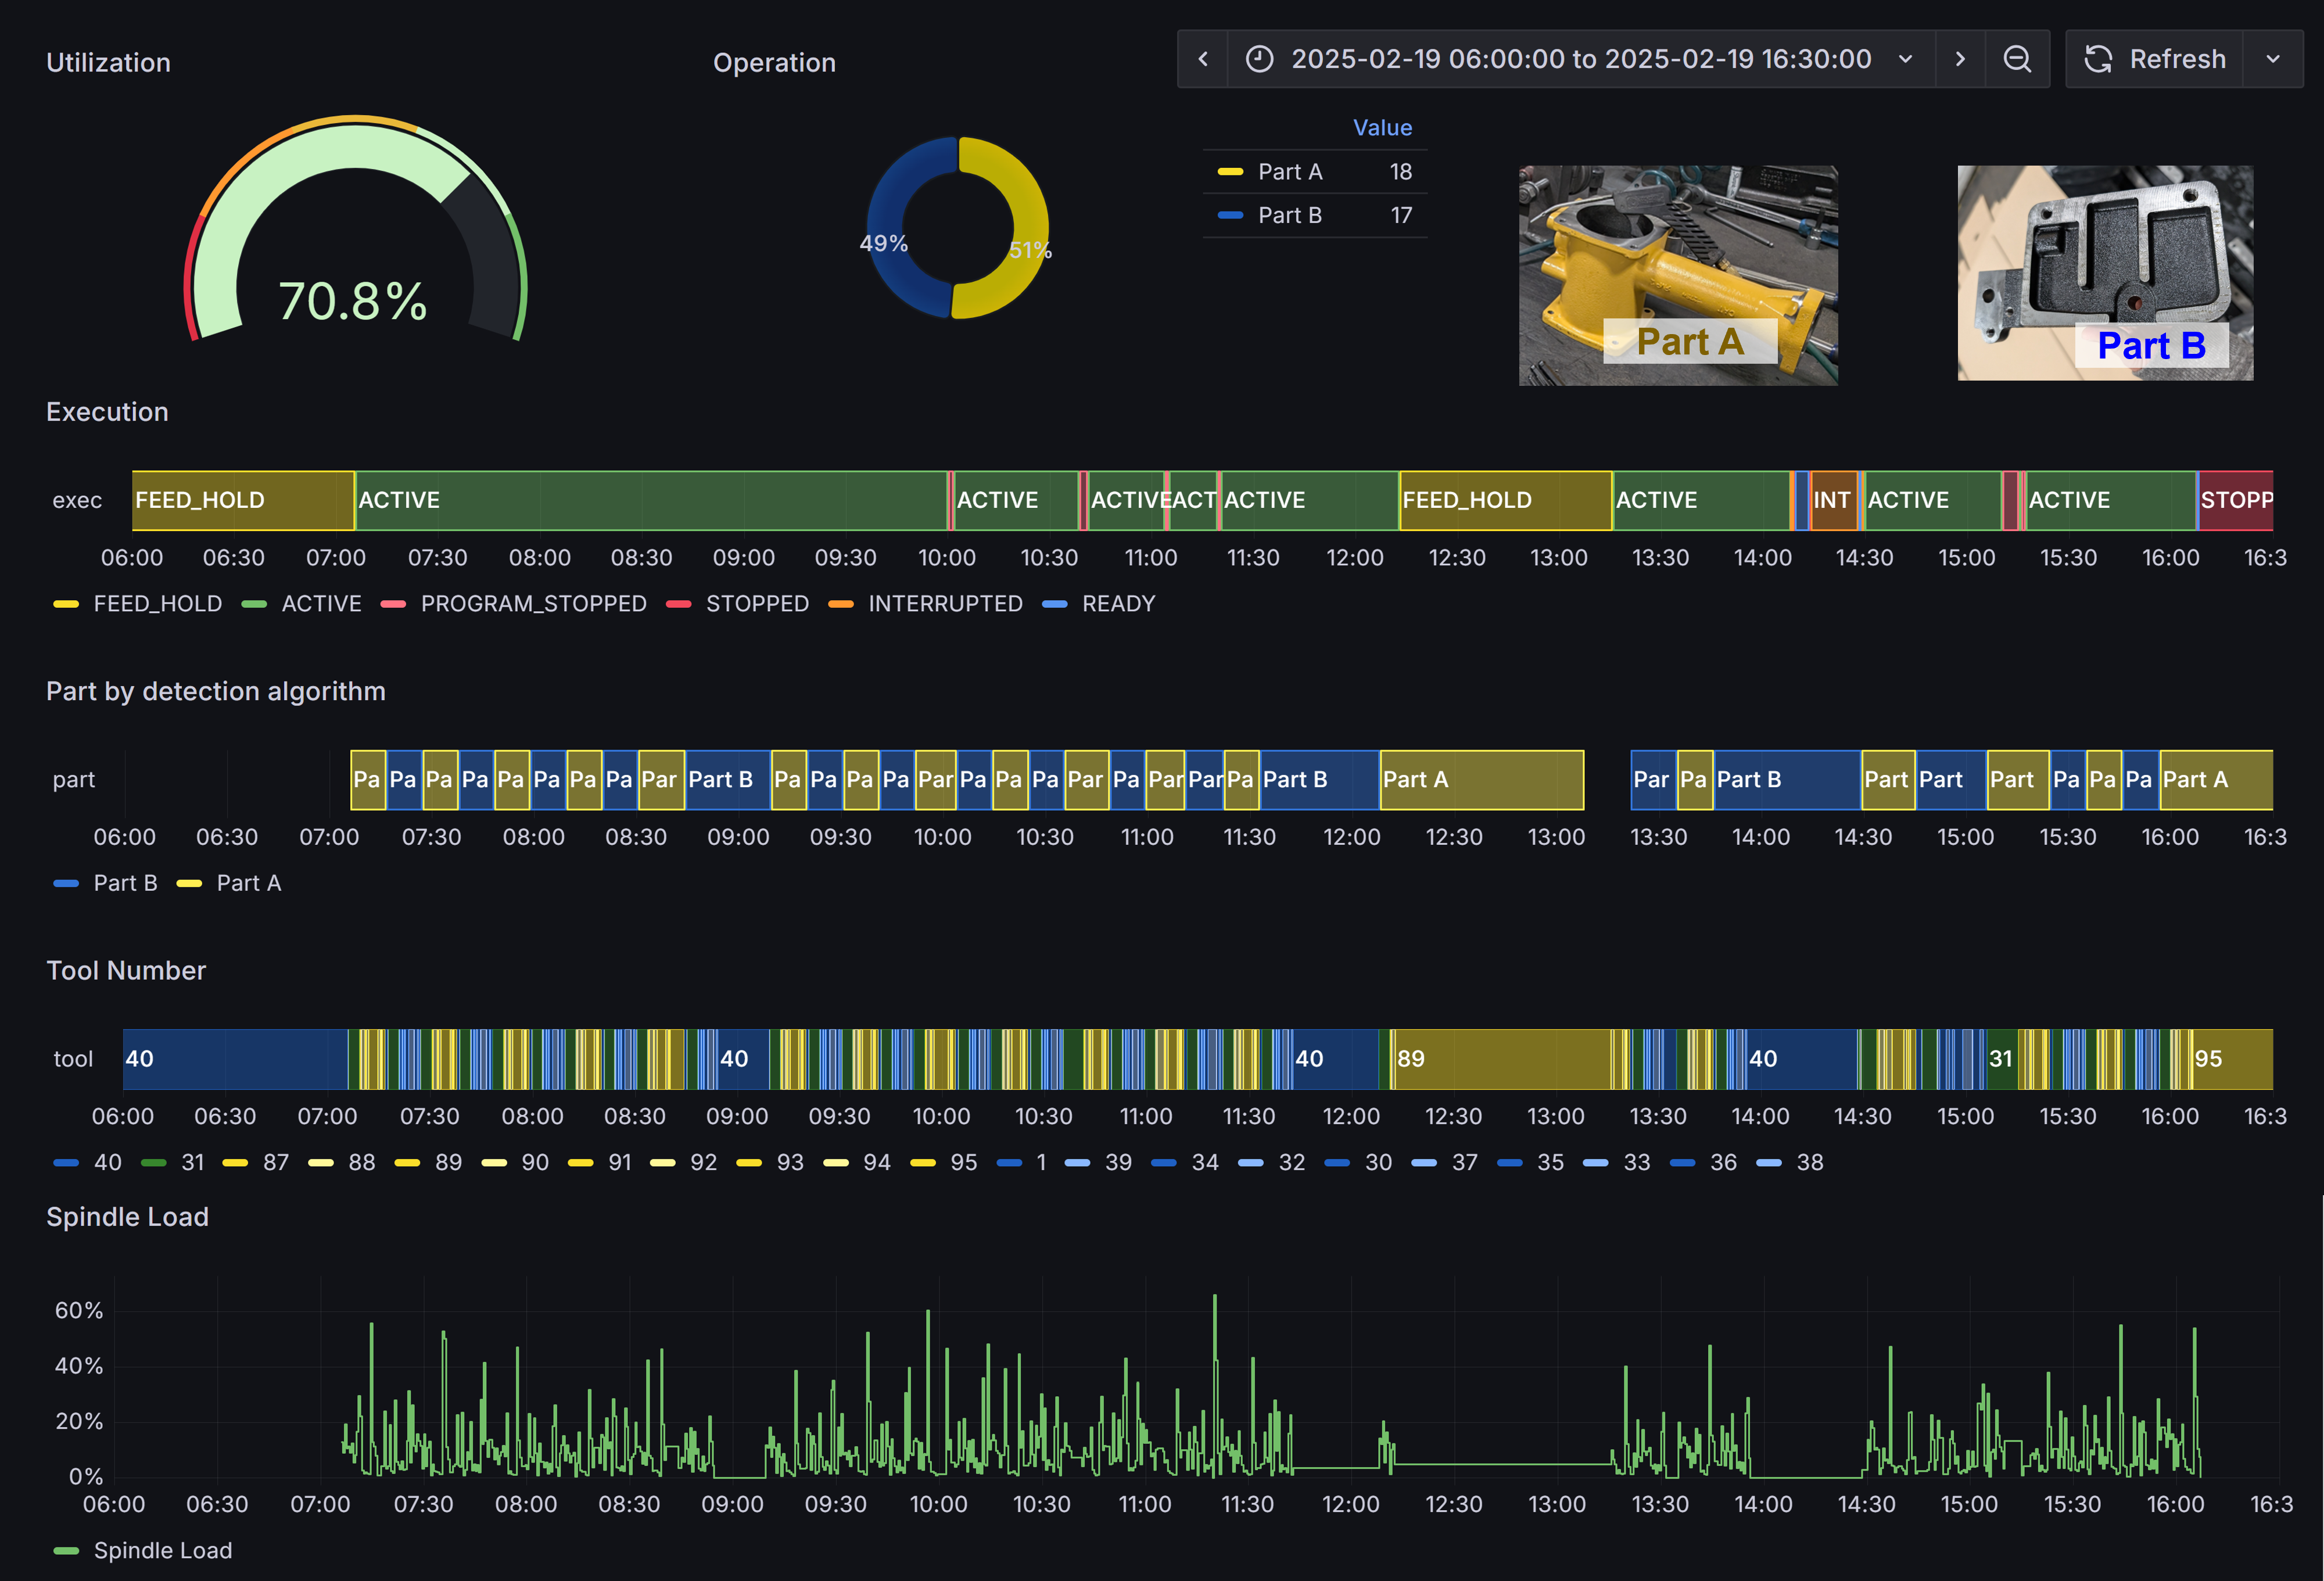 Utilization
Operation
2025-02-19 06:00:00 to 2025-02-19 16:30:00
Refresh
Value
Part A 18
Part B 17
70.8%
49%
51%
Part A
Part B
Execution
exec
FEED_HOLD ACTIVE ACTIVE ACTIVE ACT ACTIVE FEED_HOLD ACTIVE INT ACTIVE ACTIVE STOPP
06:00 06:30 07:00 07:30 08:00 08:30 09:00 09:30 10:00 10:30 11:00 11:30 12:00 12:30 13:00 13:30 14:00 14:30 15:00 15:30 16:00 16:3
FEED_HOLD ACTIVE PROGRAM_STOPPED STOPPED INTERRUPTED READY
Part by detection algorithm
part
Pa Pa Pa Pa Pa Pa Pa Pa Par Part B Pa Pa Pa Pa Par Pa Pa Pa Par Pa Par Par Pa Part B Part A Par Pa Part B Part Part Part Pa Pa Pa Part A
06:00 06:30 07:00 07:30 08:00 08:30 09:00 09:30 10:00 10:30 11:00 11:30 12:00 12:30 13:00 13:30 14:00 14:30 15:00 15:30 16:00 16:3
Part B Part A
Tool Number
tool
40 40 40 89 40 31 95
06:00 06:30 07:00 07:30 08:00 08:30 09:00 09:30 10:00 10:30 11:00 11:30 12:00 12:30 13:00 13:30 14:00 14:30 15:00 15:30 16:00 16:3
40 31 87 88 89 90 91 92 93 94 95 1 39 34 32 30 37 35 33 36 38
Spindle Load
60%
40%
20%
0%
06:00 06:30 07:00 07:30 08:00 08:30 09:00 09:30 10:00 10:30 11:00 11:30 12:00 12:30 13:00 13:30 14:00 14:30 15:00 15:30 16:00 16:3
Spindle Load